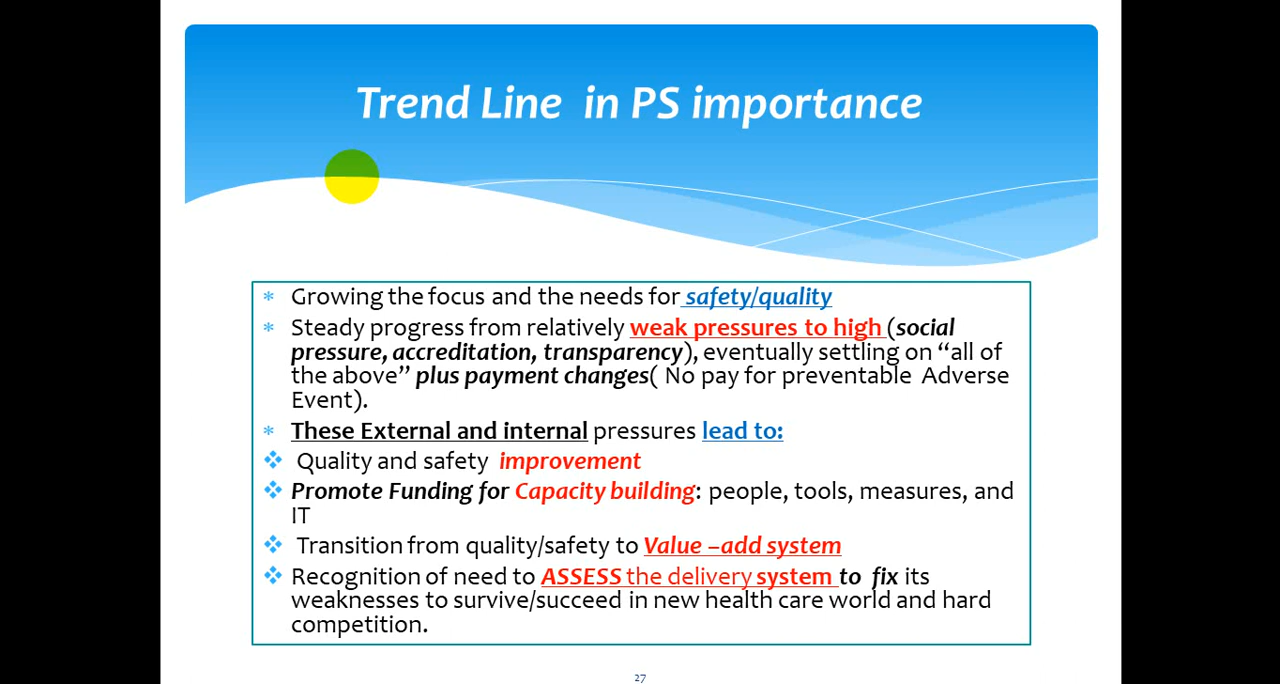 Trend Line in PS importance
* Growing the focus and the needs for safety/quality
* Steady progress from relatively weak pressures to high (social
pressure, accreditation, transparency), eventually settling on “all of
the above” plus payment changes( No pay for preventable Adverse
Event).
* These External and internal pressures lead to:
❖ Quality and safety improvement
❖ Promote Funding for Capacity building: people, tools, measures, and
IT
❖ Transition from quality/safety to Value –add system
❖ Recognition of need to ASSESS the delivery system to fix its
weaknesses to survive/succeed in new health care world and hard
competition.
27